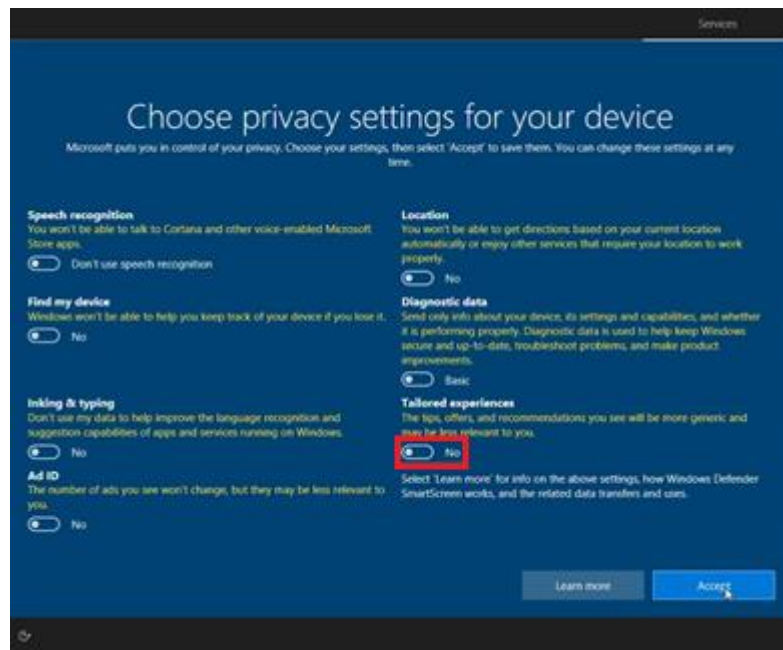 Services
Choose privacy settings for your device
Microsoft puts you in control of your privacy. Choose your settings, then select 'Accept' to save them. You can change these settings at any
time.
Speech recognition
You won't be able to talk to Cortana and other voice-enabled Microsoft
Store apps.
Don't use speech recognition
Find my device
Windows won't be able to help you keep track of your device if you lose it.
No
Inking & typing
Don't use my data to help improve the language recognition and
suggestion capabilities of apps and services running on Windows.
No
Ad ID
The number of ads you see won't change, but they may be less relevant to
you.
No
Location
You won't be able to get directions based on your current location
automatically or enjoy other services that require your location to work
properly.
No
Diagnostic data
Send only info about your device, its settings and capabilities, and whether
it is performing properly. Diagnostic data is used to help keep Windows
secure and up-to-date, troubleshoot problems, and make product
improvements.
Basic
Tailored experiences
The tips, offers, and recommendations you see will be more generic and
may be less relevant to you.
No
Select 'Learn more' for info on the above settings, how Windows Defender
SmartScreen works, and the related data transfers and uses.
Learn more
Accept